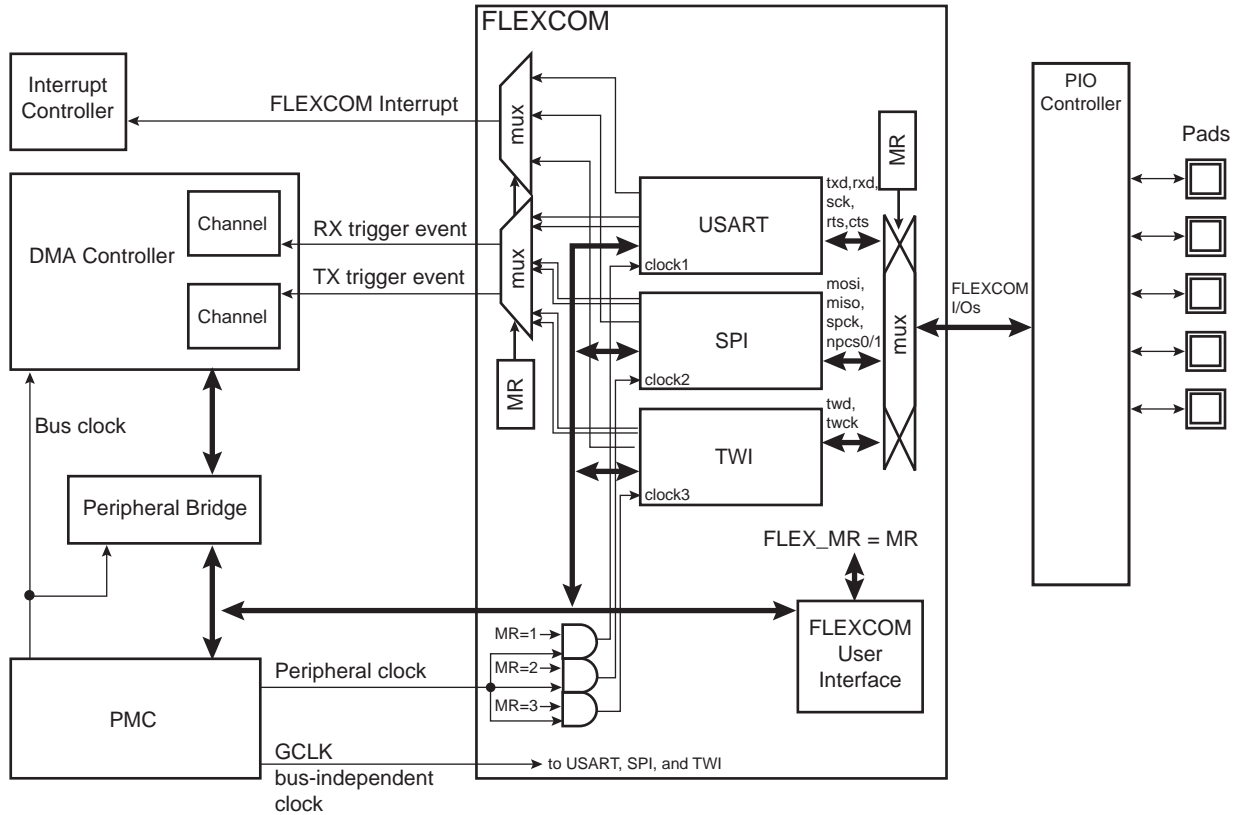 FLEXCOM
Interrupt
Controller
FLEXCOM Interrupt
mux
PIO
Controller
Pads
MR
DMA Controller
Channel
Channel
RX trigger event
TX trigger event
mux
MR
USART
clock1
txd,rxd,
sck,
rts,cts
SPI
clock2
mosi,
miso,
spck,
npcs0/1
TWI
clock3
twd,
twck
mux
FLEXCOM
I/Os
Bus clock
Peripheral Bridge
FLEX_MR = MR
FLEXCOM
User
Interface
MR=1
MR=2
MR=3
Peripheral clock
PMC
GCLK
bus-independent
clock
to USART, SPI, and TWI